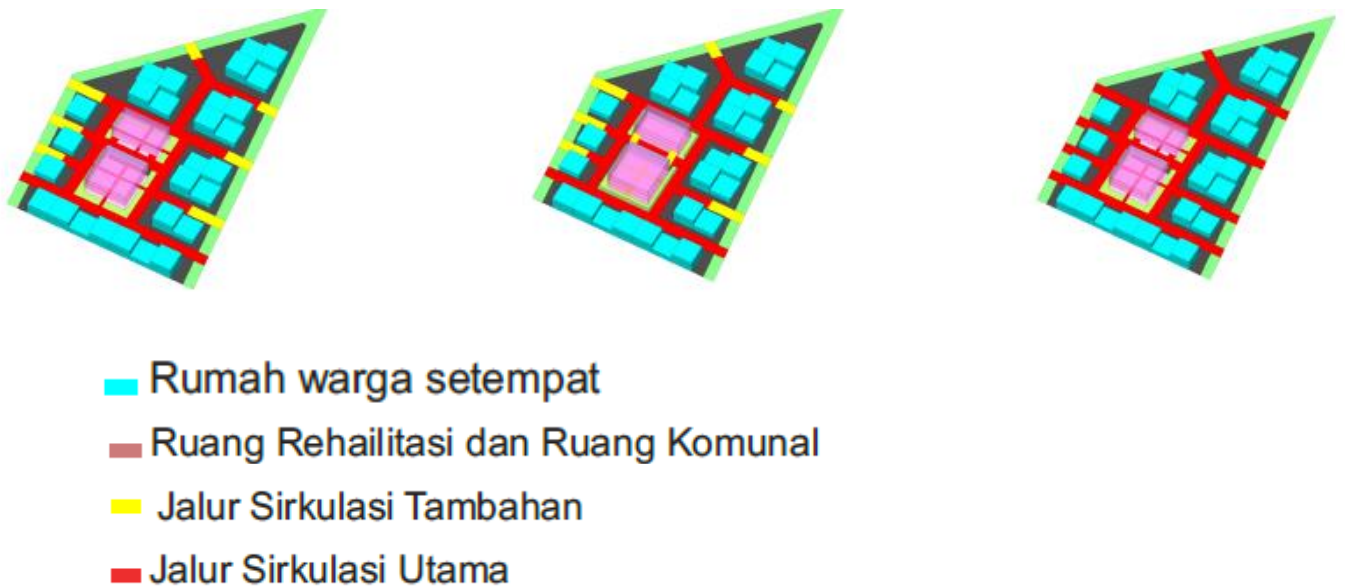 Rumah warga setempat
Ruang Rehailitasi dan Ruang Komunal
Jalur Sirkulasi Tambahan
Jalur Sirkulasi Utama